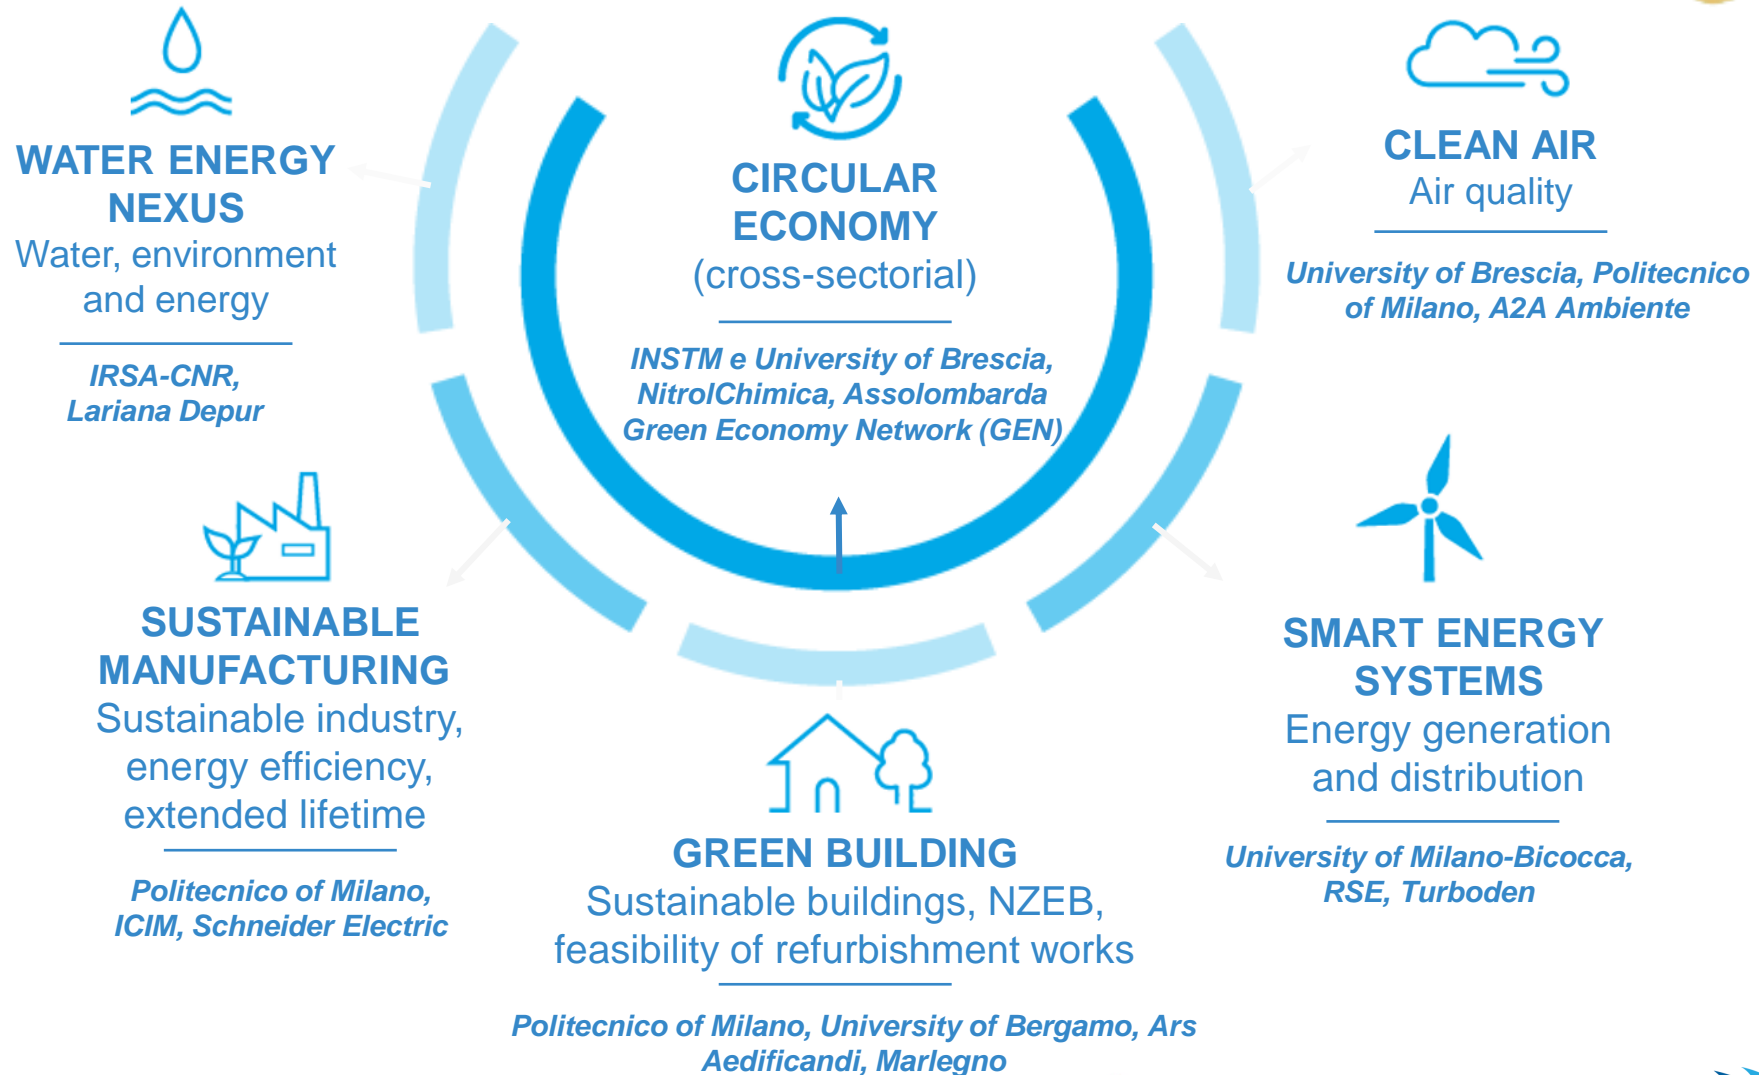 WATER ENERGY
NEXUS
Water, environment
and energy
IRSA-CNR,
Lariana Depur
CIRCULAR
ECONOMY
(cross-sectorial)
INSTM e University of Brescia,
NitrolChimica, Assolombarda
Green Economy Network (GEN)
CLEAN AIR
Air quality
University of Brescia, Politecnico
of Milano, A2A Ambiente
SUSTAINABLE
MANUFACTURING
Sustainable industry,
energy efficiency,
extended lifetime
Politecnico of Milano,
ICIM, Schneider Electric
GREEN BUILDING
Sustainable buildings, NZEB,
feasibility of refurbishment works
Politecnico of Milano, University of Bergamo, Ars
Aedificandi, Marlegno
SMART ENERGY
SYSTEMS
Energy generation
and distribution
University of Milano-Bicocca,
RSE, Turboden